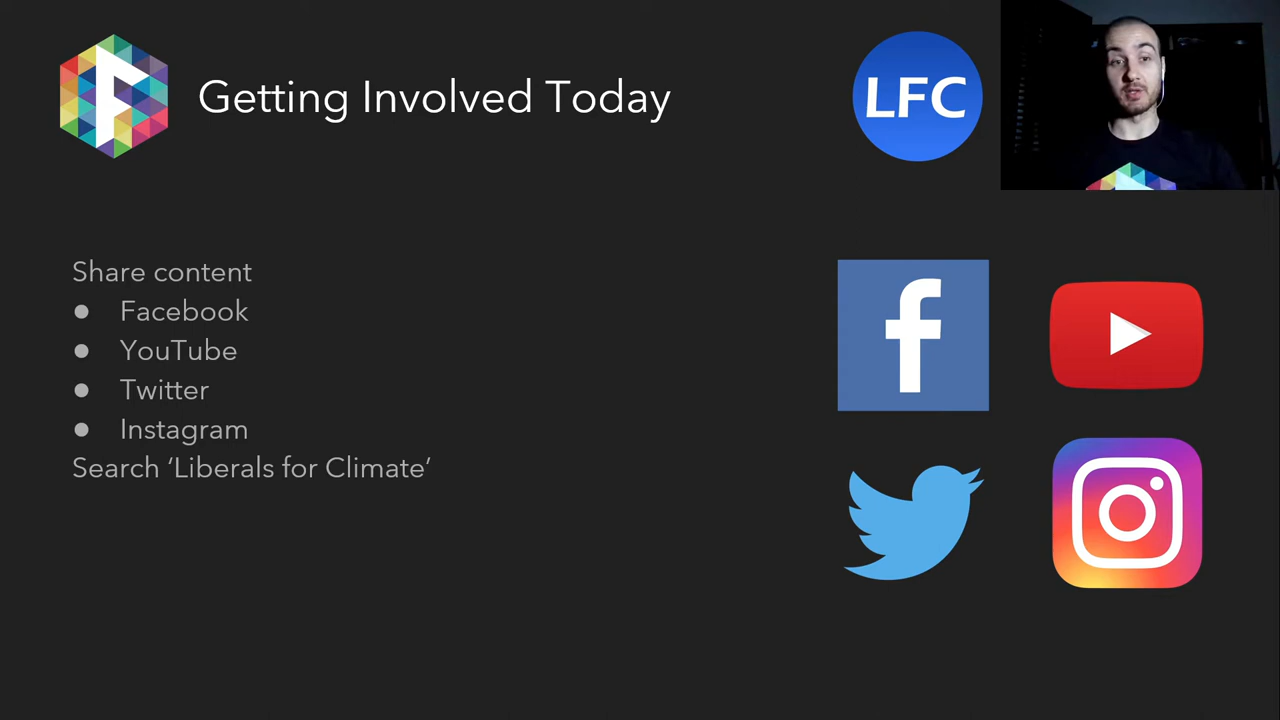 Getting Involved Today
LFC
Share content
● Facebook
● YouTube
● Twitter
● Instagram
Search ‘Liberals for Climate’